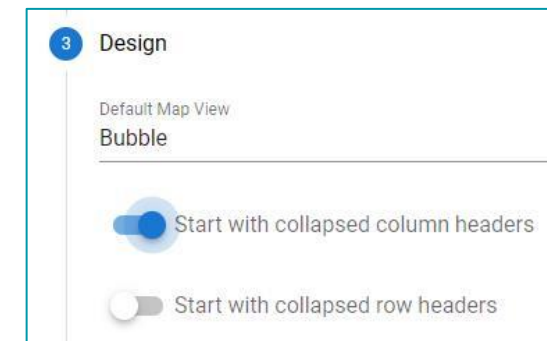 3 Design
Default Map View
Bubble
Start with collapsed column headers
Start with collapsed row headers